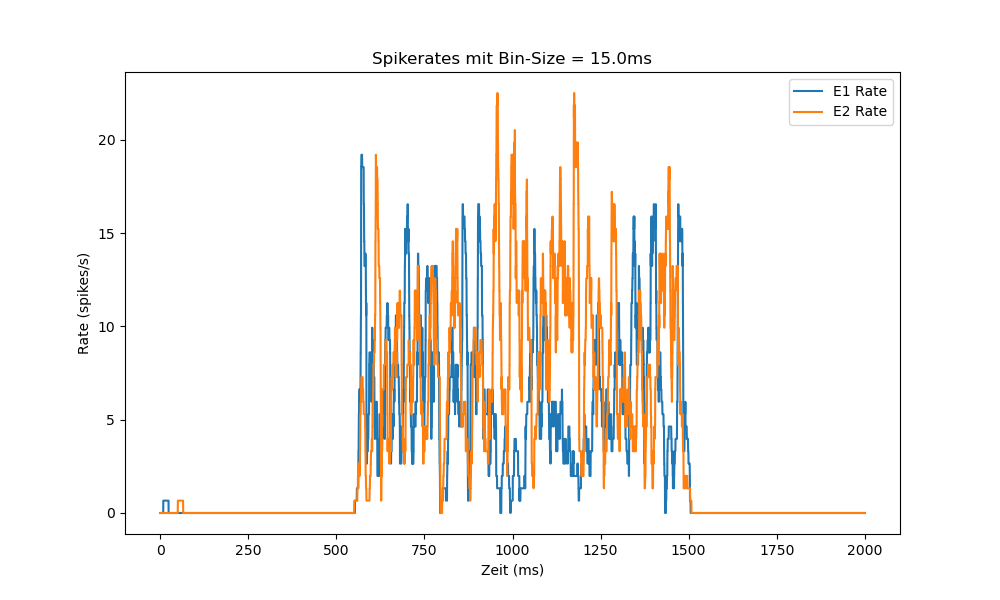 Spikerates mit Bin-Size = 15.0ms
E1 Rate
E2 Rate
Rate (spikes/s)
20
15
10
5
0
0 250 500 750 1000 1250 1500 1750 2000
Zeit (ms)